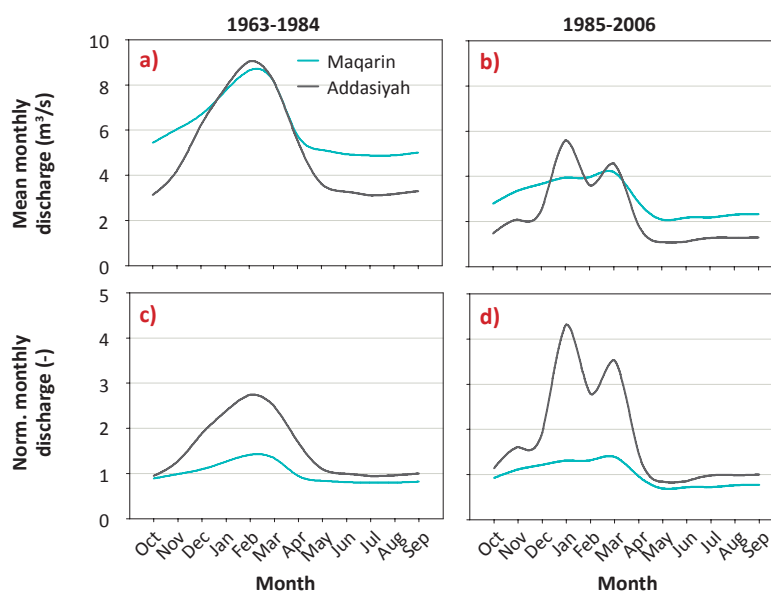 1963-1984
1985-2006
Mean monthly
discharge (m³/s)
10
8
6
4
2
0
a)
Maqarin
Addasiyah
b)
Norm. monthly
discharge (-)
5
4
3
2
1
0
c)
d)
Oct Nov Dec Jan Feb Mar Apr May Jun Jul Aug Sep
Oct Nov Dec Jan Feb Mar Apr May Jun Jul Aug Sep
Month
Month